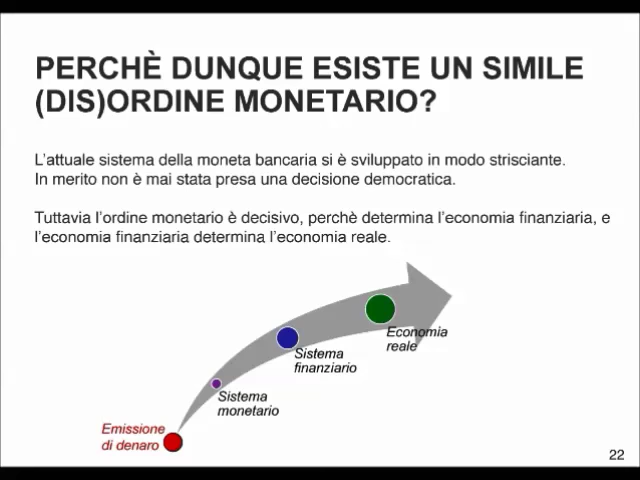 PERCHÈ DUNQUE ESISTE UN SIMILE
(DIS)ORDINE MONETARIO?
L'attuale sistema della moneta bancaria si è sviluppato in modo strisciante.
In merito non è mai stata presa una decisione democratica.
Tuttavia l'ordine monetario è decisivo, perchè determina l'economia finanziaria, e
l'economia finanziaria determina l'economia reale.
Economia
reale
Sistema
finanziario
Sistema
monetario
Emissione
di denaro
22